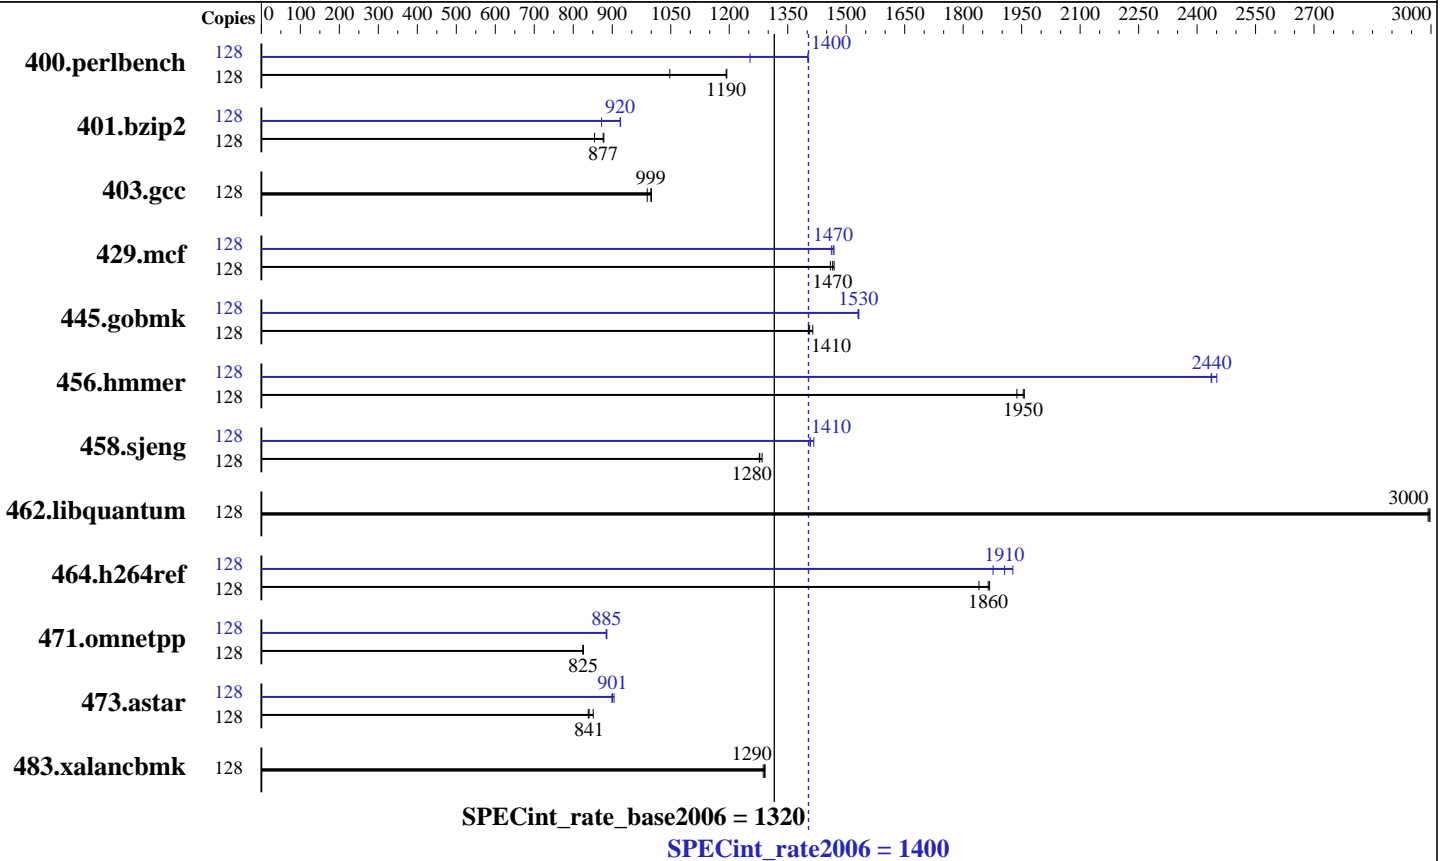 Copies 0 100 200 300 400 500 600 700 800 900 1050 1190 1350 1500 1650 1800 1950 2100 2250 2400 2550 2700 3000
400.perlbench 128 1400
128 1190
401.bzip2 128 920
128 877
403.gcc 128 999
429.mcf 128 1470
128 1470
445.gobmk 128 1530
128 1410
456.hmmer 128 2440
128 1950
458.sjeng 128 1410
128 1280
462.libquantum 128 3000
464.h264ref 128 1910
128 1860
471.omnetpp 128 885
128 825
473.astar 128 901
128 841
483.xalancbmk 128 1290
SPECint_rate_base2006 = 1320
SPECint_rate2006 = 1400